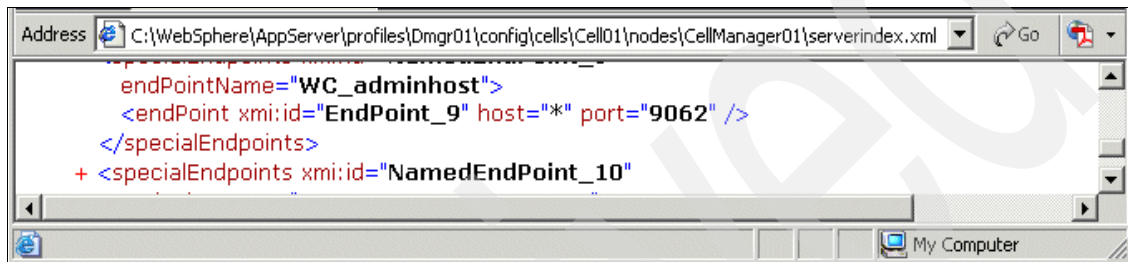 Address C:\WebSphere\AppServer\profiles\Dmgr01\config\cells\Cell01\nodes\CellManager01\serverindex.xml Go
endPointName="WC_adminhost">
<endPoint xmi:id="EndPoint_9" host="*" port="9062" />
</specialEndpoints>
+ <specialEndpoints xmi:id="NamedEndPoint_10"
My Computer